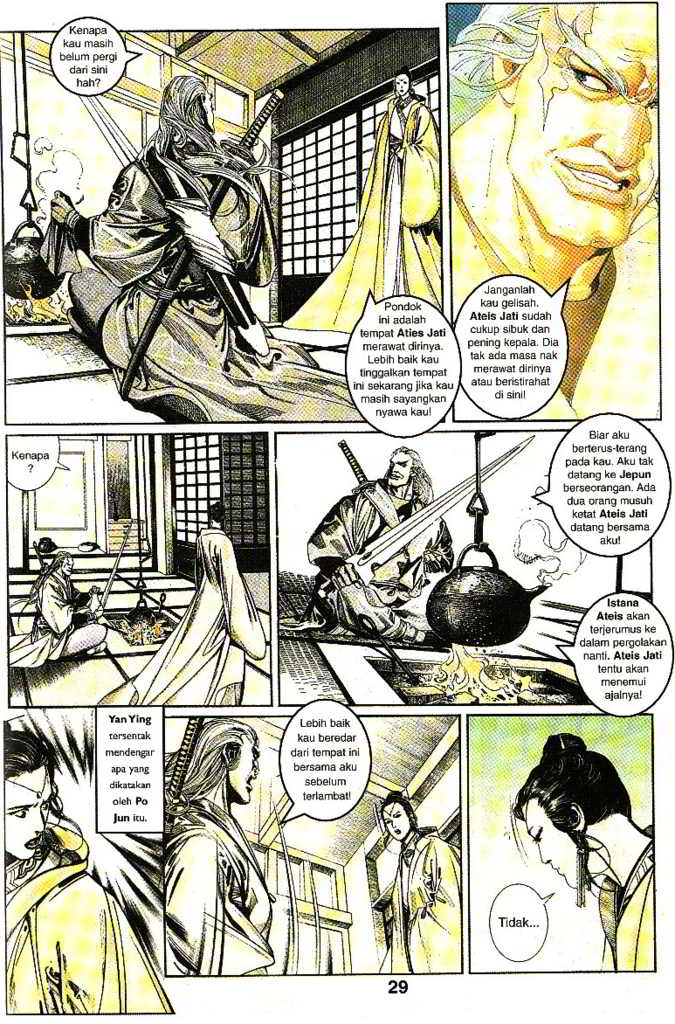 Kenapa
kau masih
belum pergi
dari sini
hah?
Pondok
ini adalah
tempat Aties Jati
merawat dirinya.
Lebih baik kau
tinggalkan tempat
ini sekarang jika kau
masih sayangkan
nyawa kau!
Janganlah
kau gelisah.
Ateis Jati sudah
cukup sibuk dan
pening kepala. Dia
tak ada masa nak
merawat dirinya
atau beristirahat
di sini!
Kenapa
?
Biar aku
berterus-terang
pada kau. Aku tak
datang ke Jepun
berseorangan. Ada
dua orang musuh
ketat Ateis Jati
datang bersama
aku!
Istana
Ateis akan
terjerumus ke
dalam pergolakan
nanti. Ateis Jati
tentu akan
menemui
ajalnya!
Yan Ying
tersentak
mendengar
apa yang
dikatakan
oleh Po
Jun itu.
Lebih baik
kau beredar
dari tempat ini
bersama aku
sebelum
terlambat!
Tidak...
29